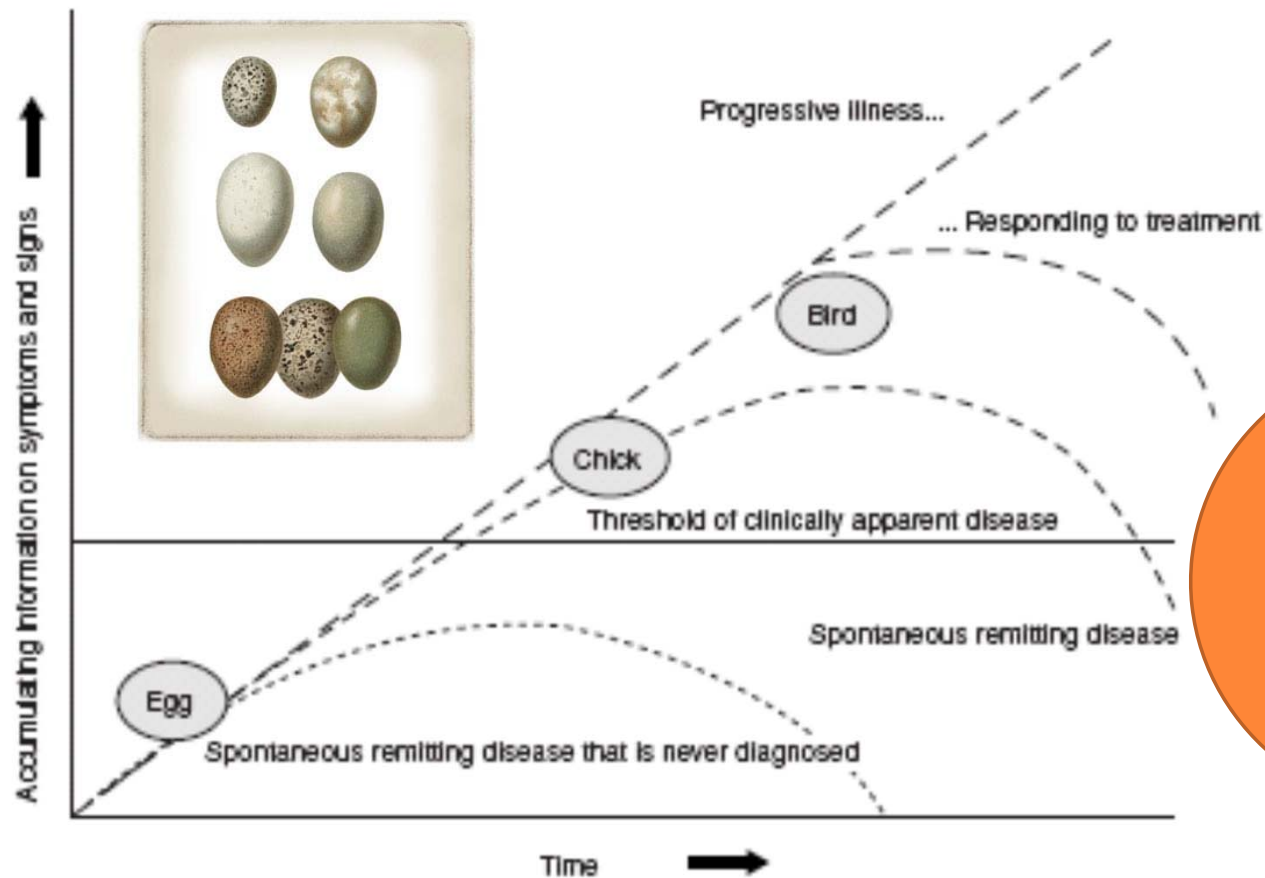 Accumulating information on symptoms and signs
Progressive illness...
... Responding to treatment
Bird
Chick
Threshold of clinically apparent disease
Spontaneous remitting disease
Egg
Spontaneous remitting disease that is never diagnosed
Time